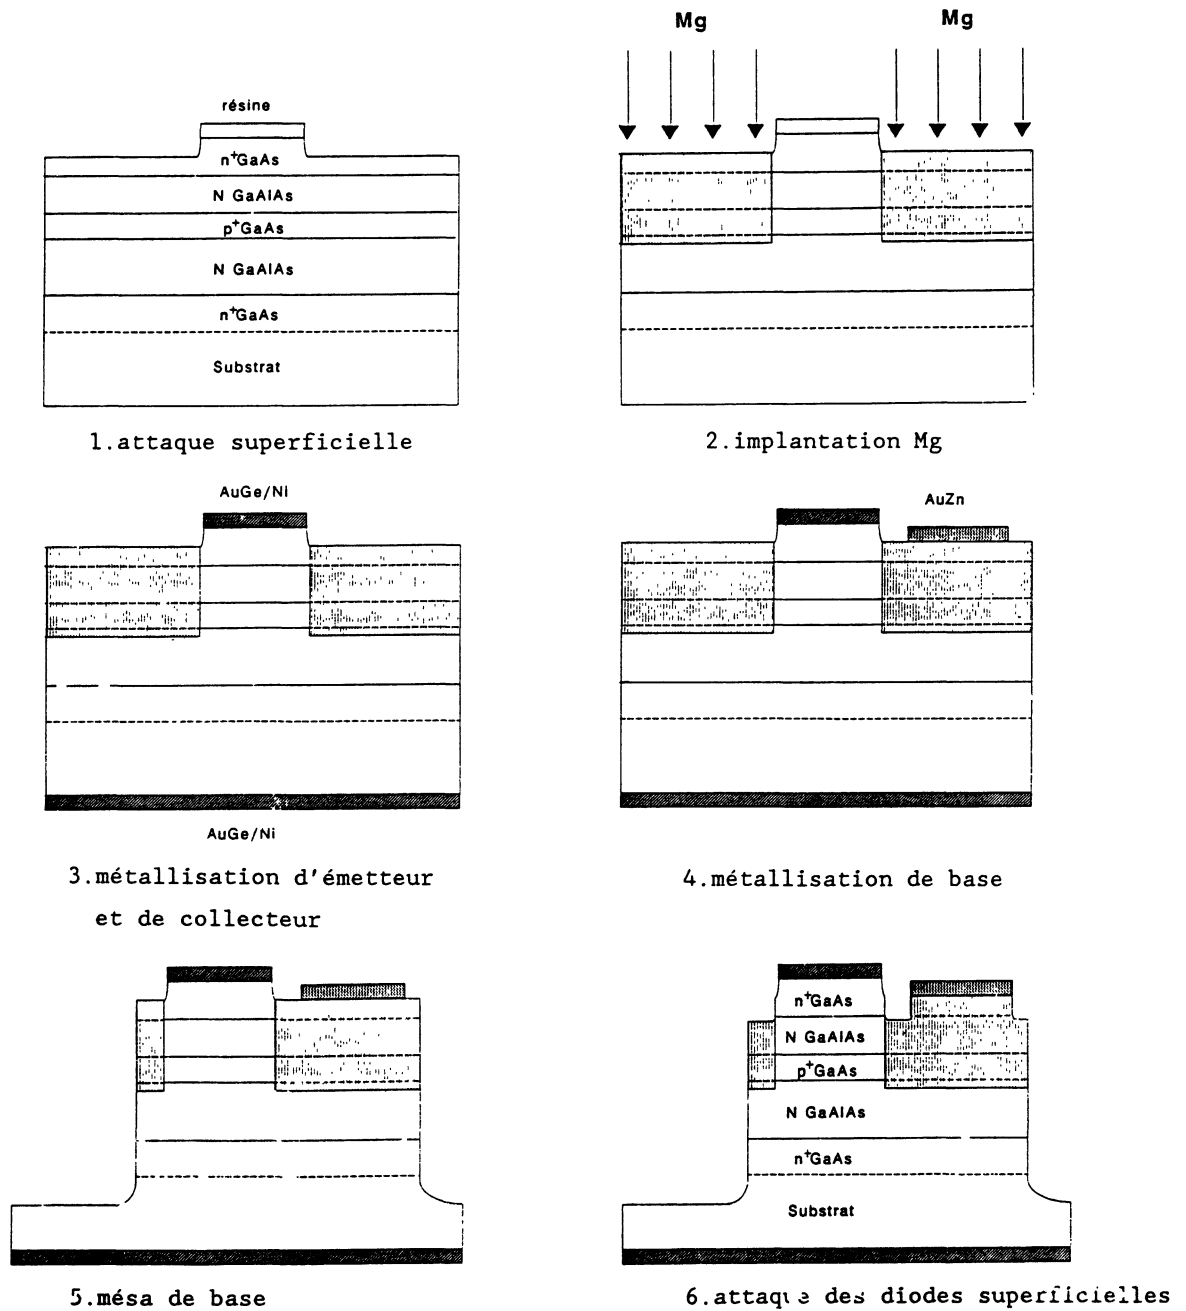 Mg
Mg
résine
n+GaAs
N GaAlAs
p+GaAs
N GaAlAs
n+GaAs
Substrat
1.attaque superficielle
2.implantation Mg
AuGe/Ni
AuGe/Ni
3.métallisation d'émetteur
et de collecteur
AuZn
4.métallisation de base
5.mésa de base
n+GaAs
N GaAlAs
p+GaAs
N GaAlAs
n+GaAs
Substrat
6.attaque des diodes superficielles